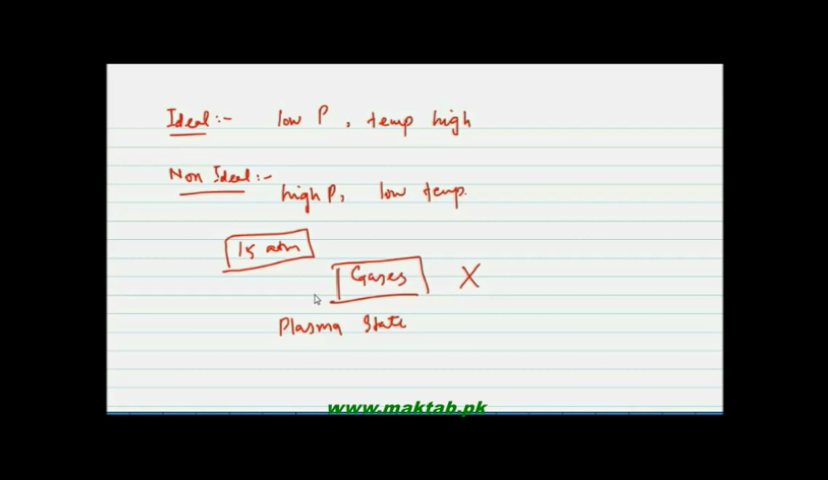 Ideal:- low P, temp high
Non Ideal:-
high P, low temp.
15 atm
Gases X
Plasma State
www.maktab.pk